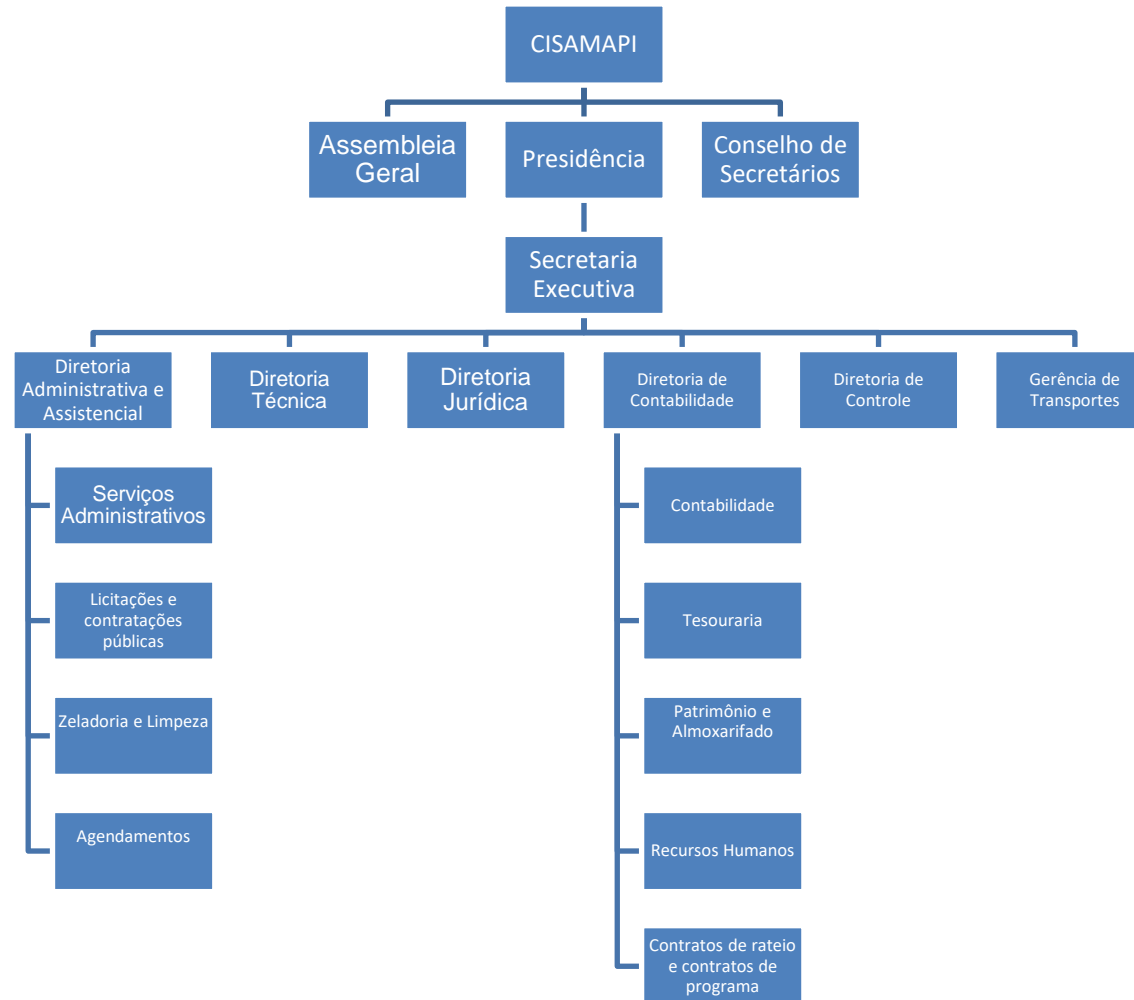 CISAMAPI
Assembleia
Geral
Presidência
Conselho de
Secretários
Secretaria
Executiva
Diretoria
Administrativa e
Assistencial
Diretoria
Técnica
Diretoria
Jurídica
Diretoria de
Contabilidade
Diretoria de
Controle
Gerência de
Transportes
Serviços
Administrativos
Licitações e
contratações
públicas
Zeladoria e Limpeza
Agendamentos
Contabilidade
Tesouraria
Patrimônio e
Almoxarifado
Recursos Humanos
Contratos de rateio
e contratos de
programa